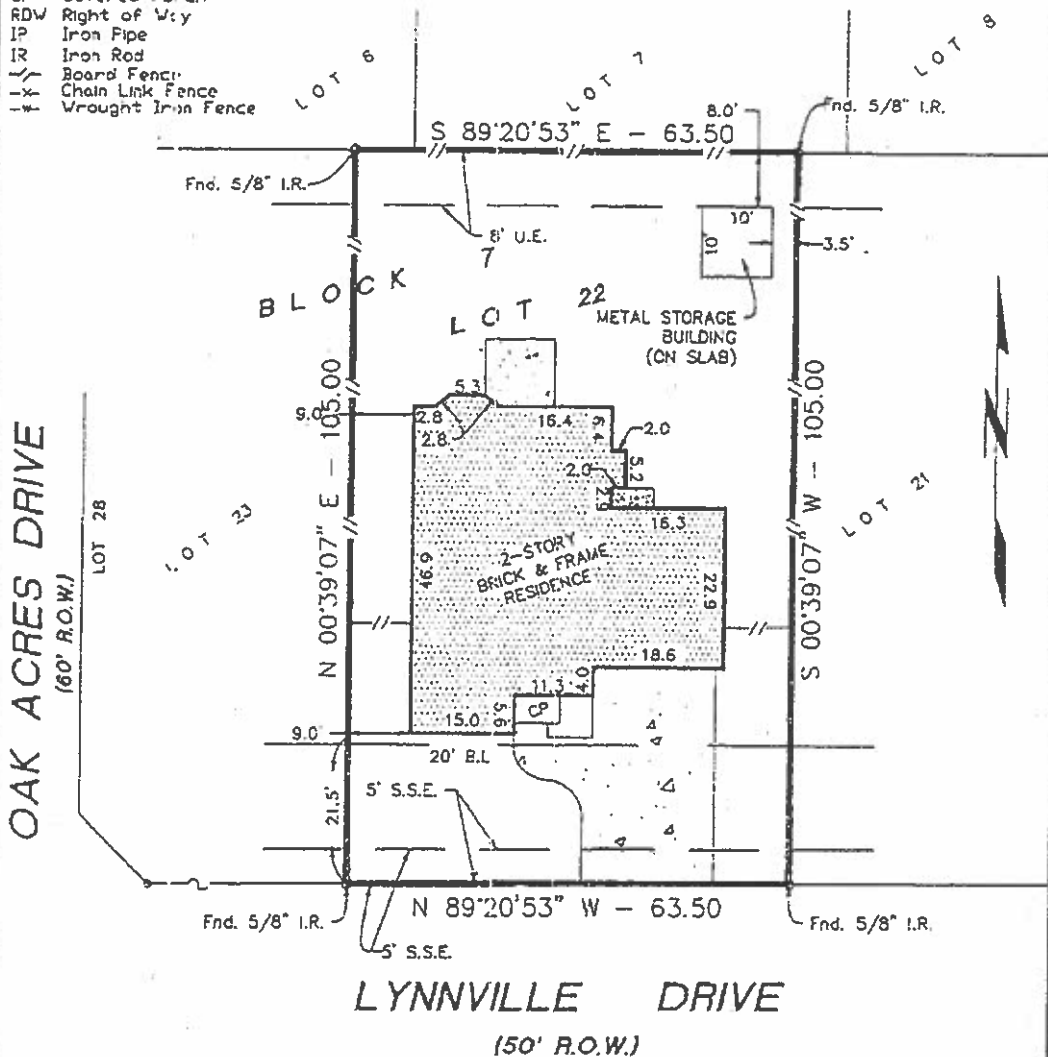 RDW Right of Way
IP Iron Pipe
IR Iron Rod
Board Fence
-x- Chain Link Fence
Wrought Iron Fence
LOT 6
LOT 7
LOT 8
8.0'
Fnd. 5/8" I.R.
S 89°20'53" E - 63.50
Fnd. 5/8" I.R.
8' U.E.
10'
10
3.5'
BLOCK 7
LOT 22
METAL STORAGE
BUILDING
(ON SLAB)
N 00°39'07" E - 105.00
S 00°39'07" W - 105.00
9.0'
5.3
2.8
2.8
16.4
6.4
2.0
5.2
2.0
2.9
16.3
LOT 23
LOT 21
LOT 28
OAK ACRES DRIVE
(60' R.O.W.)
46.9
2-STORY
BRICK & FRAME
RESIDENCE
22.9
18.6
4.0
11.3
CP
5.6
15.0
9.0'
20' B.L
21.5'
5' S.S.E.
N 89°20'53" W - 63.50
Fnd. 5/8" I.R.
Fnd. 5/8" I.R.
5' S.S.E.
LYNNVILLE DRIVE
(50' R.O.W.)